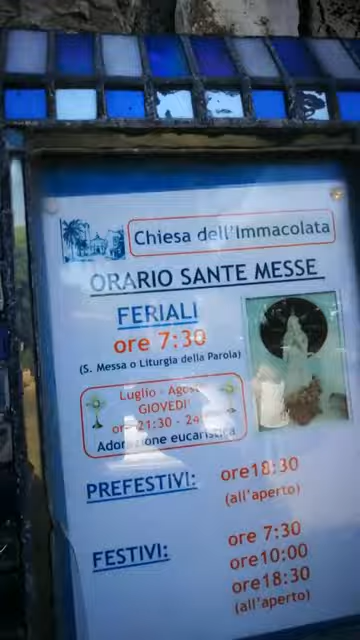 Chiesa dell'Immacolata
ORARIO SANTE MESSE
FERIALI
ore 7:30
(S. Messa o Liturgia della Parola)
Luglio - Agosto
GIOVEDI'
ore 21:30 - 24
Adorazione eucaristica
PREFESTIVI:
ore18:30
(all'aperto)
FESTIVI:
ore 7:30
ore10:00
ore18:30
(all'aperto)